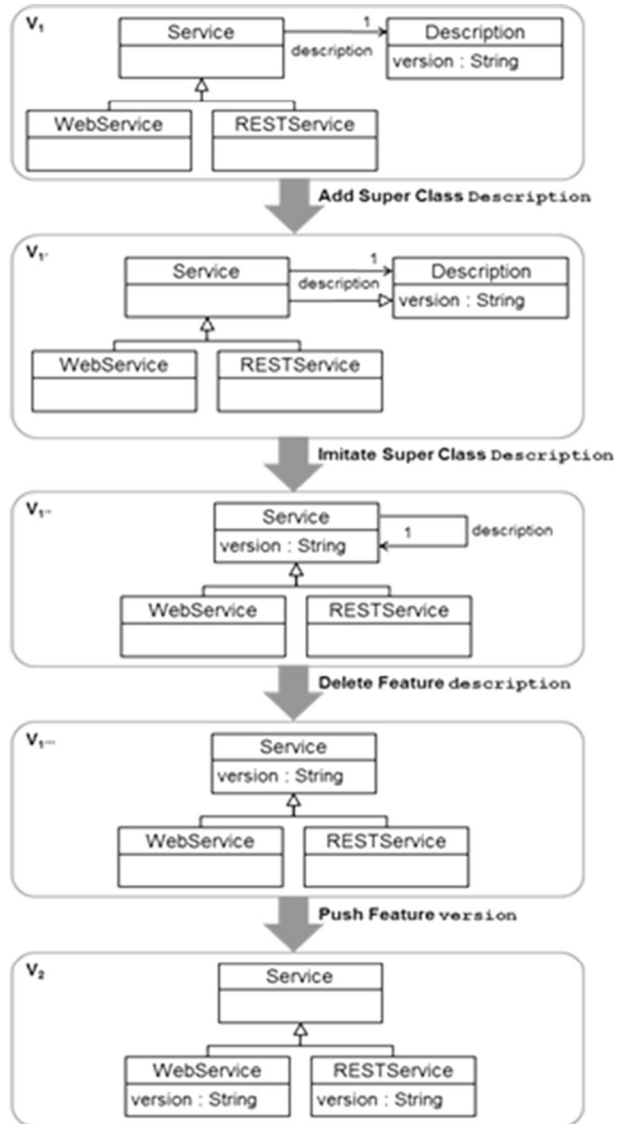 V₁
Service
1
description
Description
version : String
WebService
RESTService
Add Super Class Description
V₁'
Service
1
description
Description
version : String
WebService
RESTService
Imitate Super Class Description
V₁''
Service
version : String
1
description
WebService
RESTService
Delete Feature description
V₁'''
Service
version : String
WebService
RESTService
Push Feature version
V₂
Service
WebService
version : String
RESTService
version : String